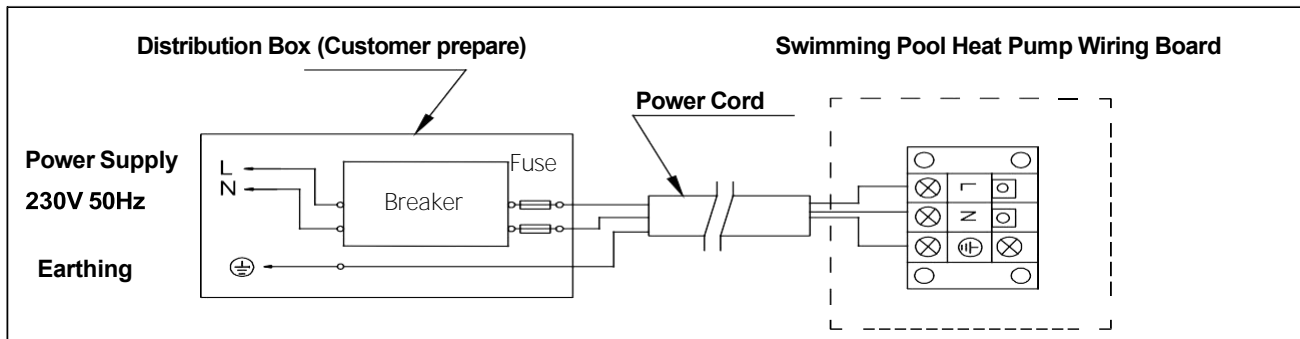 Distribution Box (Customer prepare)
Swimming Pool Heat Pump Wiring Board
Power Cord
Power Supply
230V 50Hz
L
N
Fuse
Breaker
Earthing
L
N